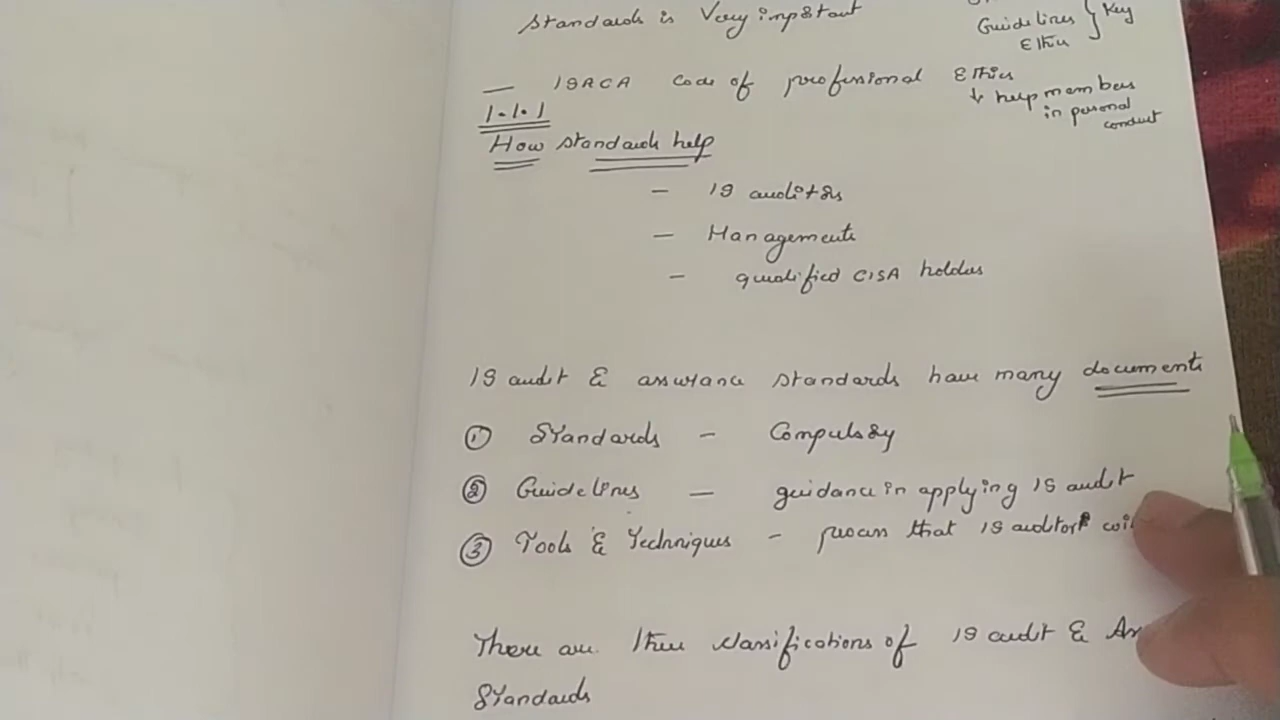 Standards is Very important
Guidelines } Key
Ethics
— ISACA Code of professional Ethics
↓ help members
in personal
conduct
1.1.1
How standards help
- IS auditors
- Managements
- qualified CISA holders
IS audit & assurance standards have many documents
① Standards - Compulsory
② Guidelines — guidance in applying IS audit
③ Tools & Techniques - process that IS auditor
There are three classifications of IS audit &
Standards